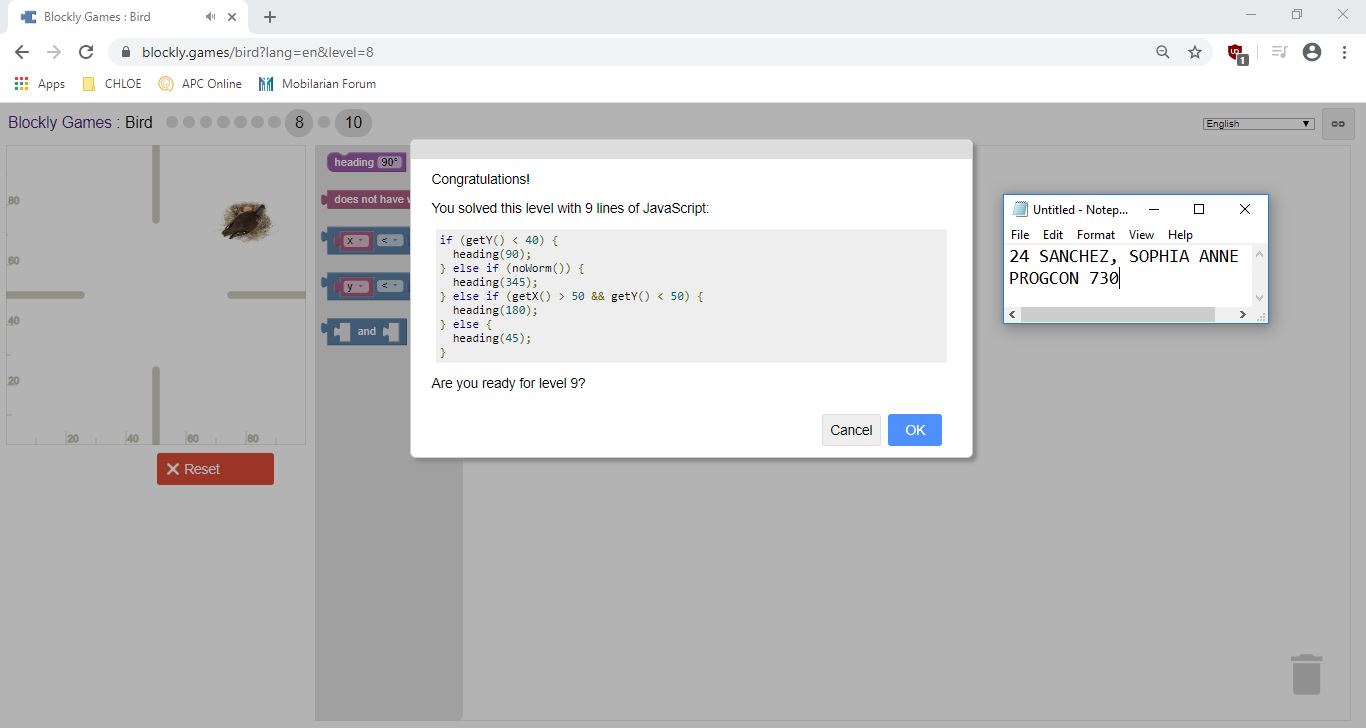 Blockly Games : Bird
blockly.games/bird?lang=en&level=8
1
Apps CHLOE APC Online Mobilarian Forum
Blockly Games : Bird 8 10 English
80
60
40
20
20 40 60 80
Reset
heading 90°
does not have
x <
y <
and
Congratulations!
You solved this level with 9 lines of JavaScript:
if (getY() < 40) {
  heading(90);
} else if (noWorm()) {
  heading(345);
} else if (getX() > 50 && getY() < 50) {
  heading(180);
} else {
  heading(45);
}
Are you ready for level 9?
Cancel OK
Untitled - Notep...
File Edit Format View Help
24 SANCHEZ, SOPHIA ANNE
PROGCON 730